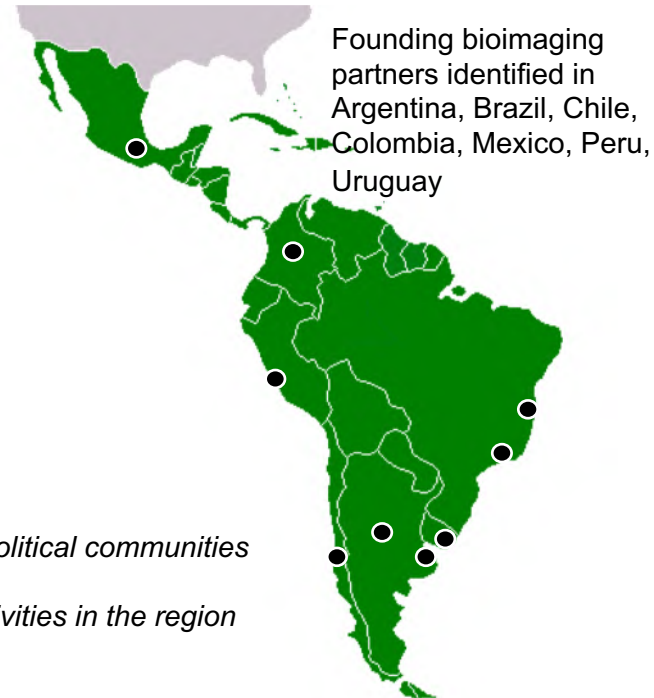 Founding bioimaging
partners identified in
Argentina, Brazil, Chile,
Colombia, Mexico, Peru,
Uruguay
olitical communities
vities in the region